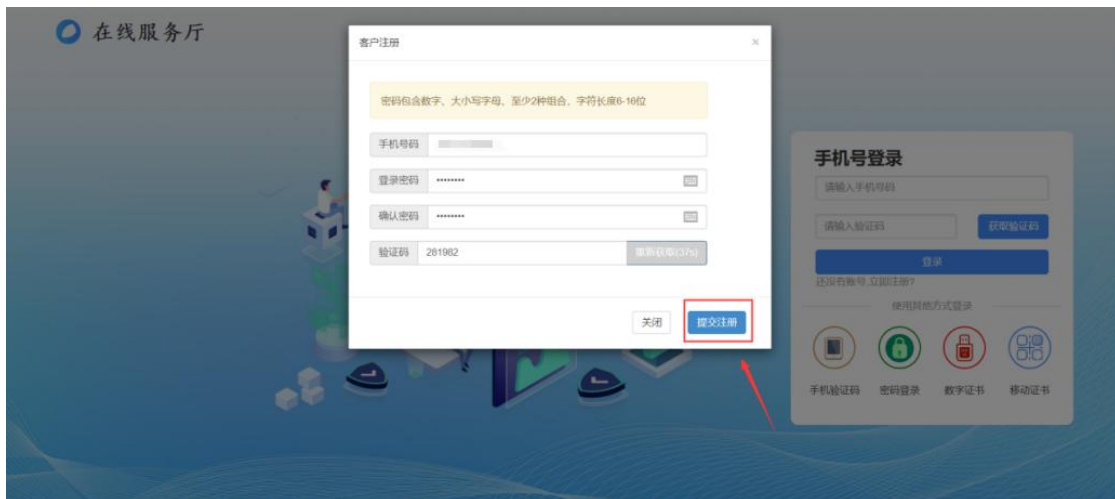 在线服务厅
客户注册
×
密码包含数字、大小写字母，至少2种组合，字符长度6-16位
手机号码
登录密码 ••••••••
确认密码 ••••••••
验证码 281982 重新获取(37s)
关闭 提交注册
手机号登录
请输入手机号码
请输入验证码 获取验证码
登录
还没有账号,立即注册?
使用其他方式登录
手机验证码 密码登录 数字证书 移动证书